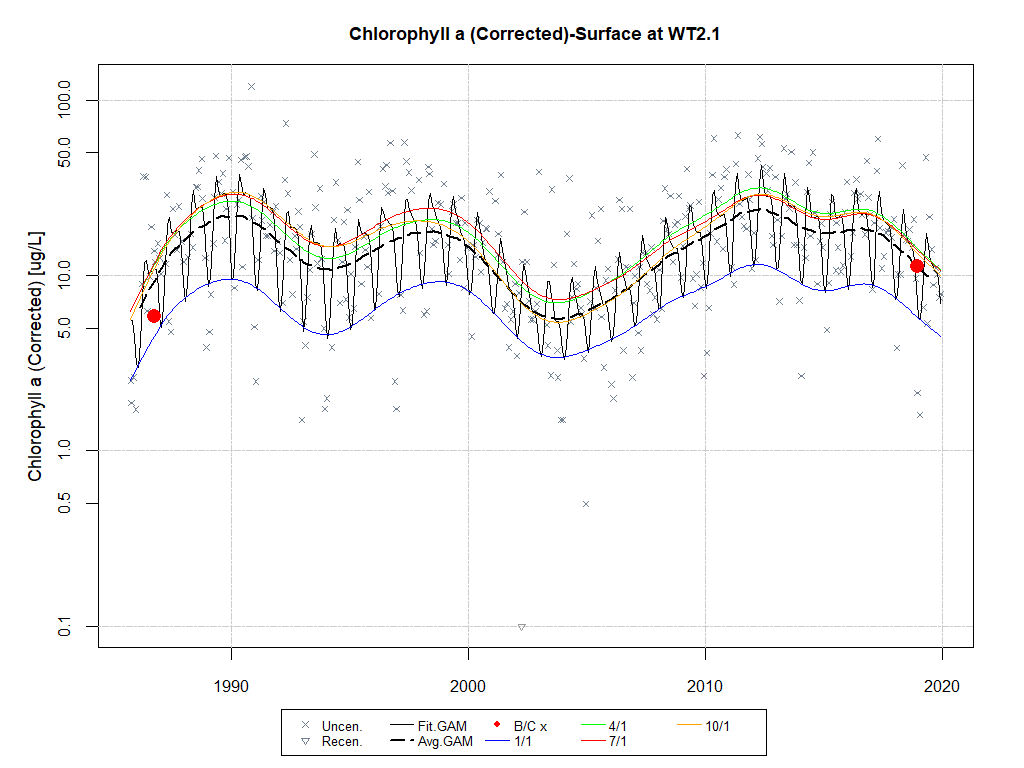 Chlorophyll a (Corrected)-Surface at WT2.1
Chlorophyll a (Corrected) [ug/L]
100.0
50.0
10.0
5.0
1.0
0.5
0.1
1990 2000 2010 2020
Uncen. Fit.GAM B/C x 4/1 10/1
Recen. Avg.GAM 1/1 7/1